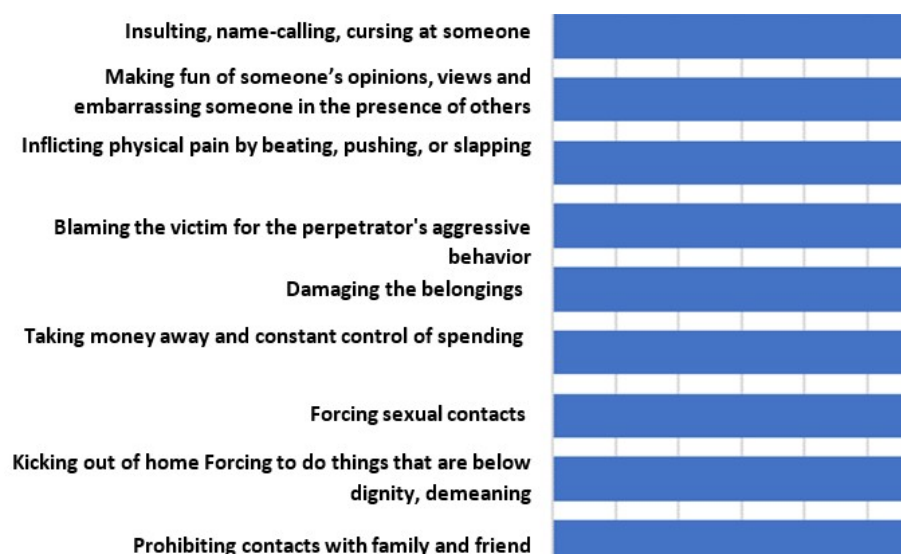 Insulting, name-calling, cursing at someone
Making fun of someone’s opinions, views and
embarrassing someone in the presence of others
Inflicting physical pain by beating, pushing, or slapping
Blaming the victim for the perpetrator's aggressive
behavior
Damaging the belongings
Taking money away and constant control of spending
Forcing sexual contacts
Kicking out of home Forcing to do things that are below
dignity, demeaning
Prohibiting contacts with family and friend